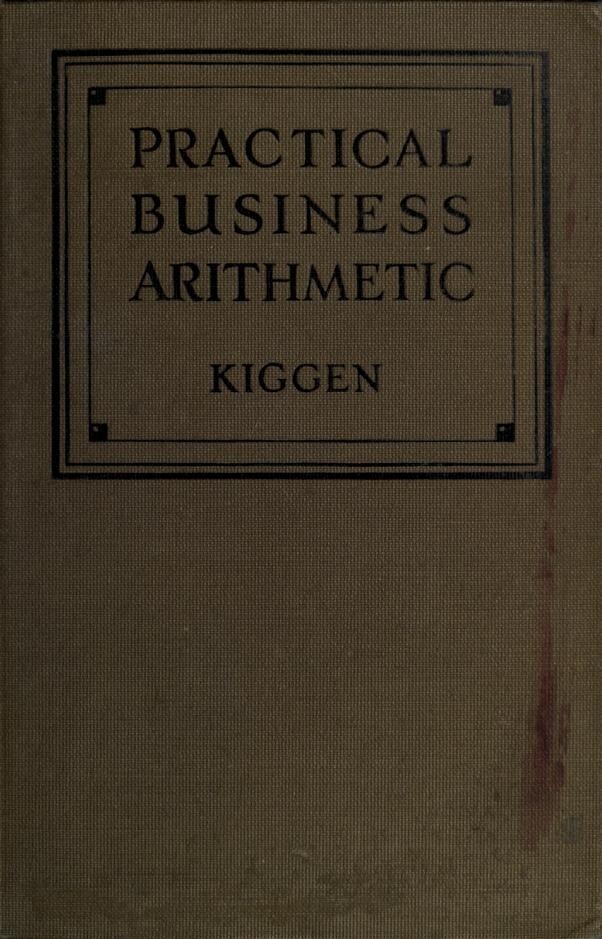 PRACTICAL
BUSINESS
ARITHMETIC
KIGGEN